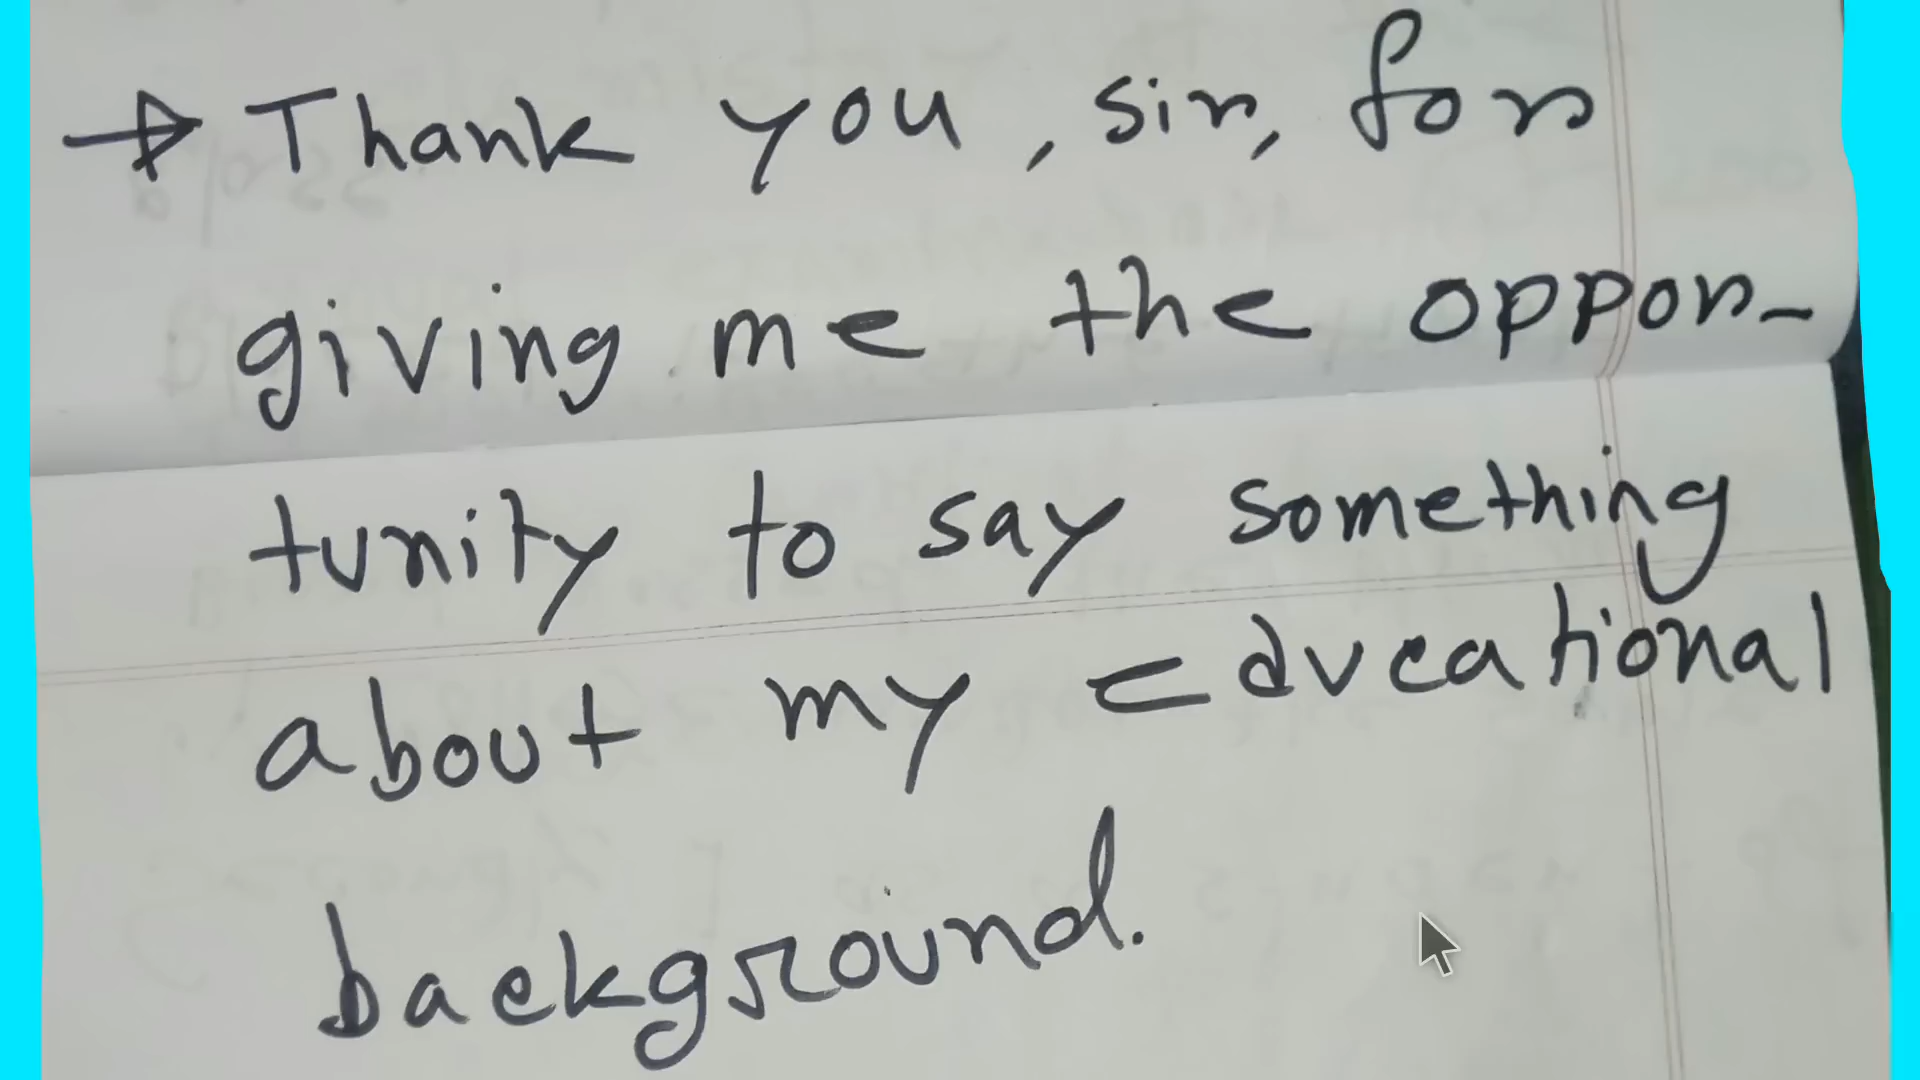 → Thank you, sir, for
giving me the oppor-
tunity to say something
about my educational
background.